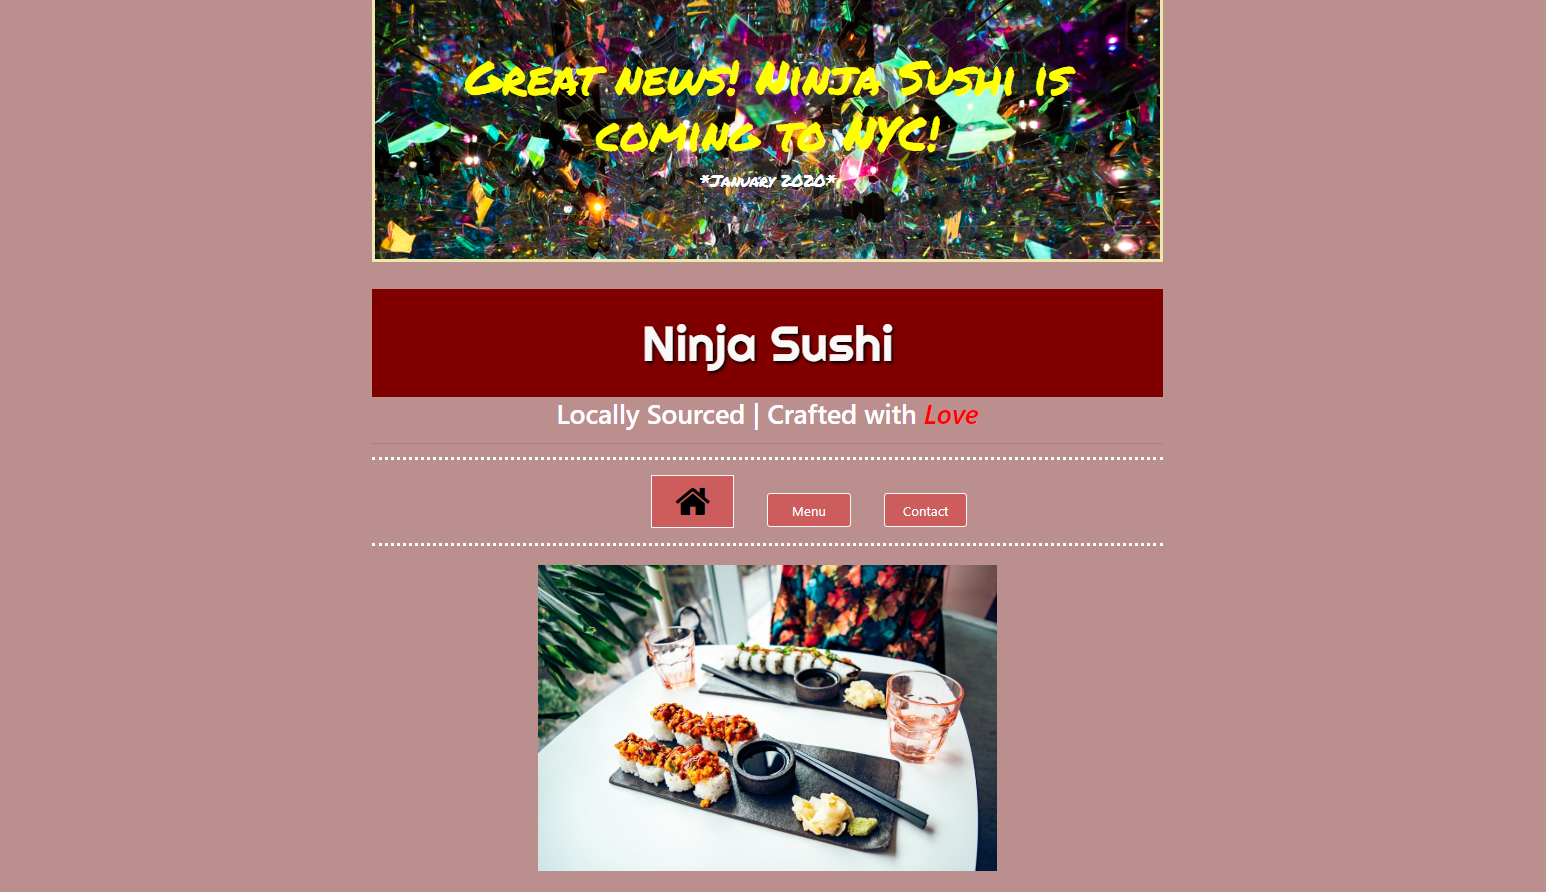 Great news! Ninja Sushi is
coming to NYC!
*January 2020*
Ninja Sushi
Locally Sourced | Crafted with Love
Menu
Contact